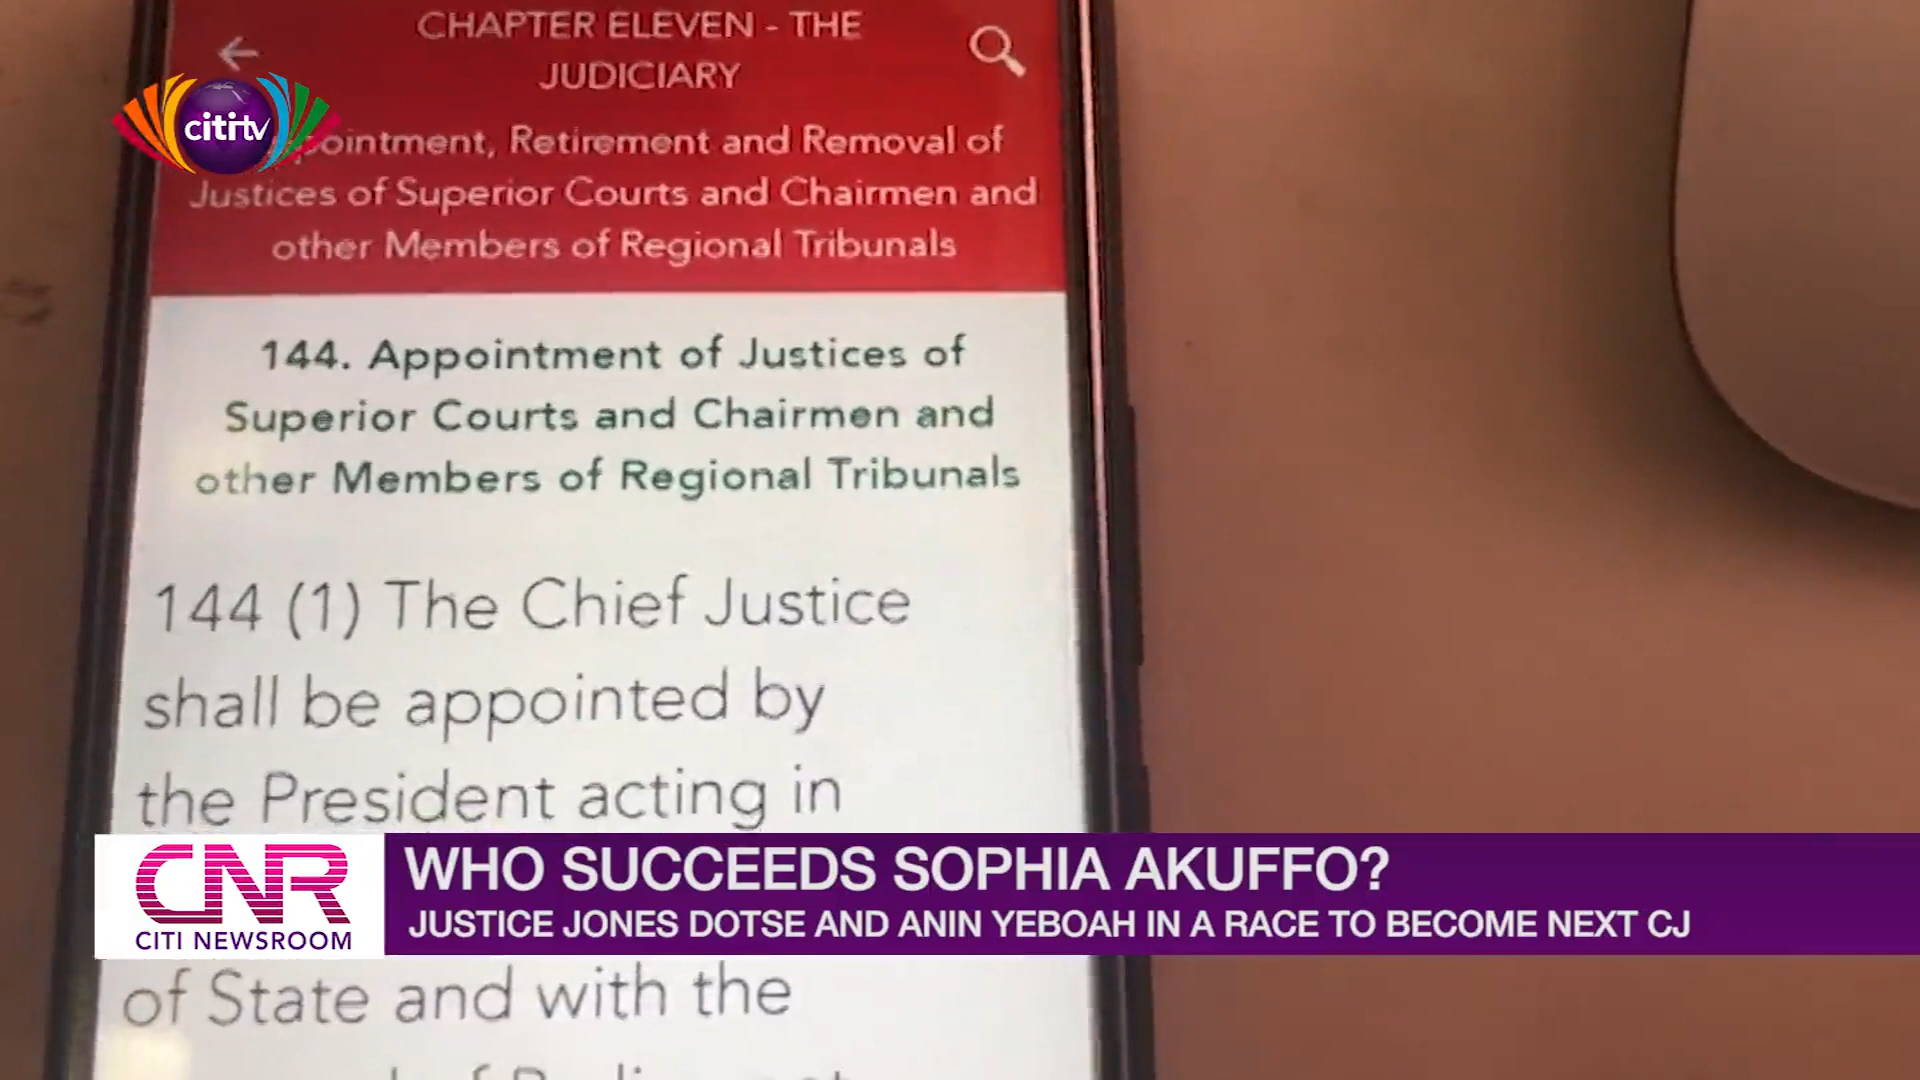 CHAPTER ELEVEN - THE
JUDICIARY
citi tv
Retirement and Removal of
Justices of Superior Courts and Chairmen and
other Members of Regional Tribunals
144. Appointment of Justices of
Superior Courts and Chairmen and
other Members of Regional Tribunals
144 (1) The Chief Justice
shall be appointed by
the President acting in
CNR
CITI NEWSROOM
WHO SUCCEEDS SOPHIA AKUFFO?
JUSTICE JONES DOTSE AND ANIN YEBOAH IN A RACE TO BECOME NEXT CJ
of State and with the